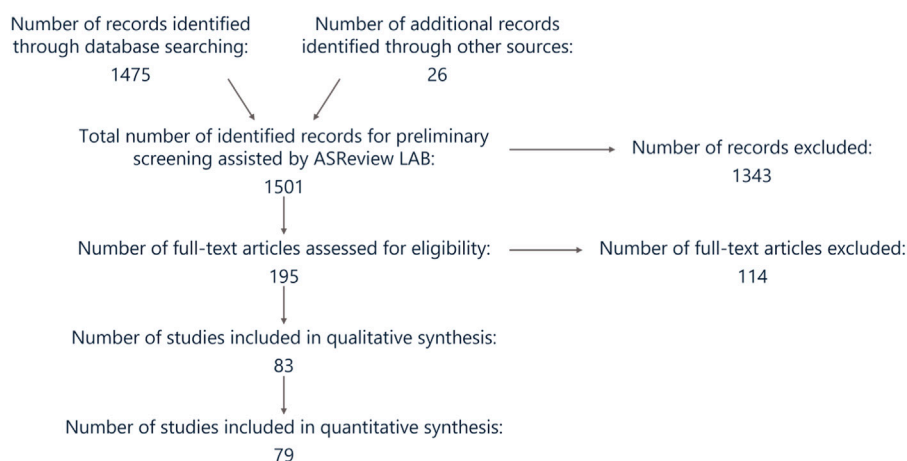 Number of records identified
through database searching:
1475
Number of additional records
identified through other sources:
26
Total number of identified records for preliminary
screening assisted by ASReview LAB:
1501
Number of records excluded:
1343
Number of full-text articles assessed for eligibility:
195
Number of full-text articles excluded:
114
Number of studies included in qualitative synthesis:
83
Number of studies included in quantitative synthesis:
79